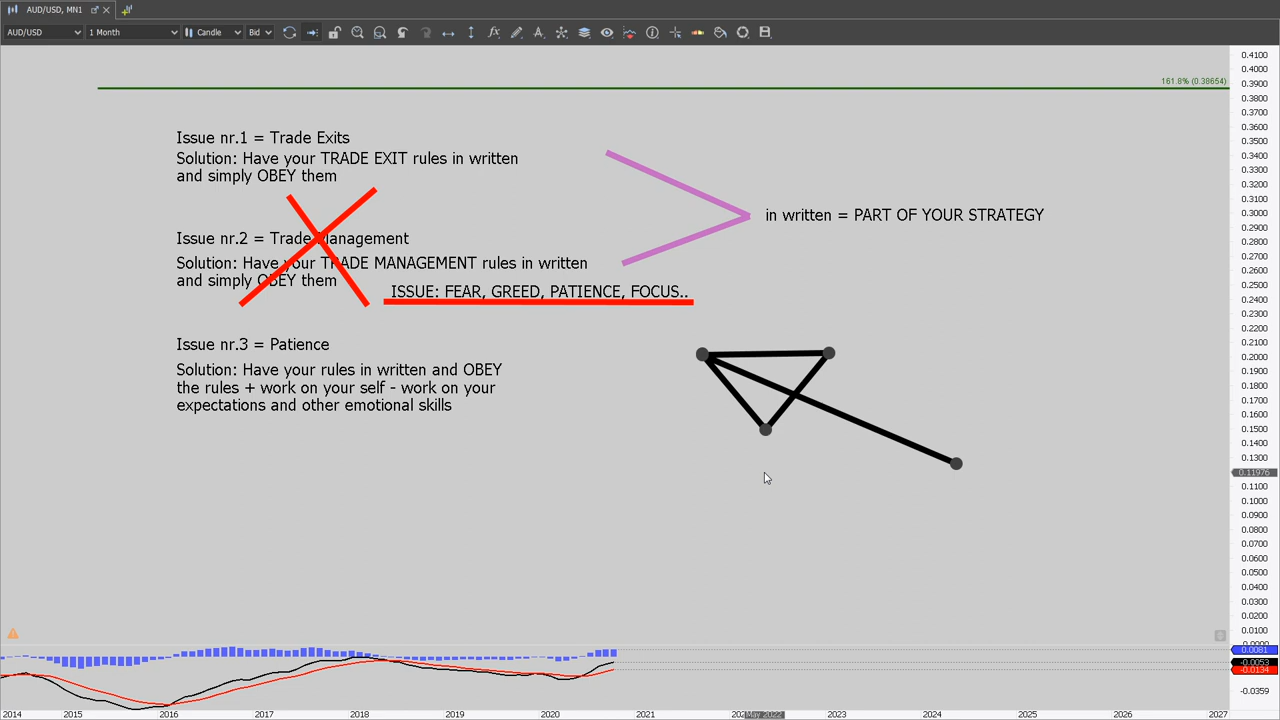 AUD/USD, MN1
AUD/USD
1 Month
Candle
Bid
161.8% (0.38654)
Issue nr.1 = Trade Exits
Solution: Have your TRADE EXIT rules in written
and simply OBEY them
in written = PART OF YOUR STRATEGY
Issue nr.2 = Trade Management
Solution: Have your TRADE MANAGEMENT rules in written
and simply OBEY them
ISSUE: FEAR, GREED, PATIENCE, FOCUS..
Issue nr.3 = Patience
Solution: Have your rules in written and OBEY
the rules + work on your self - work on your
expectations and other emotional skills
0.4100
0.4000
0.3900
0.3800
0.3700
0.3600
0.3500
0.3400
0.3300
0.3200
0.3100
0.3000
0.2900
0.2800
0.2700
0.2600
0.2500
0.2400
0.2300
0.2200
0.2100
0.2000
0.1900
0.1800
0.1700
0.1600
0.1500
0.1430
0.1300
0.11976
0.1100
0.1000
0.0900
0.0800
0.0700
0.0600
0.0500
0.0400
0.0300
0.0200
0.0100
0.0081
-0.0053
-0.0134
-0.0359
2014 2015 2016 2017 2018 2019 2020 2021 May 2022 2023 2024 2025 2026 2027